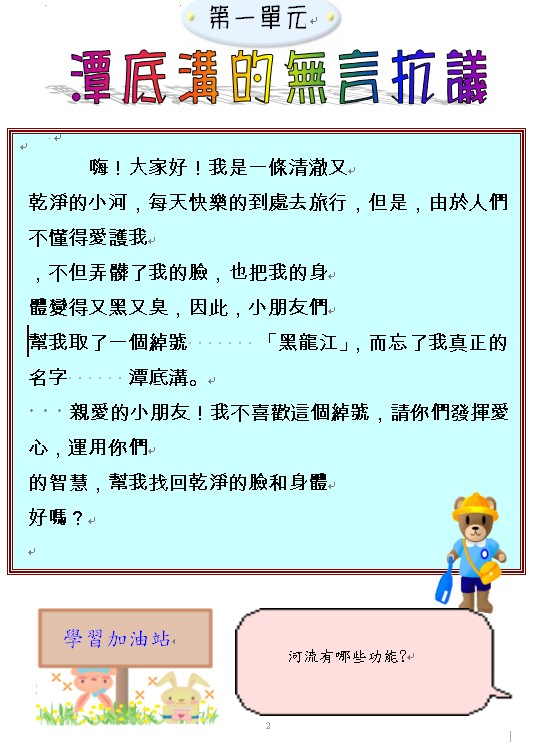 第一單元
潭底溝的無言抗議
嗨！大家好！我是一條清澈又
乾淨的小河，每天快樂的到處去旅行，但是，由於人們
不懂得愛護我
，不但弄髒了我的臉，也把我的身
體變得又黑又臭，因此，小朋友們
幫我取了一個綽號‧‧‧‧‧‧‧「黑龍江」，而忘了我真正的
名字‧‧‧‧‧‧潭底溝。
‧‧‧親愛的小朋友！我不喜歡這個綽號，請你們發揮愛
心，運用你們
的智慧，幫我找回乾淨的臉和身體
好嗎？
學習加油站
河流有哪些功能?
2